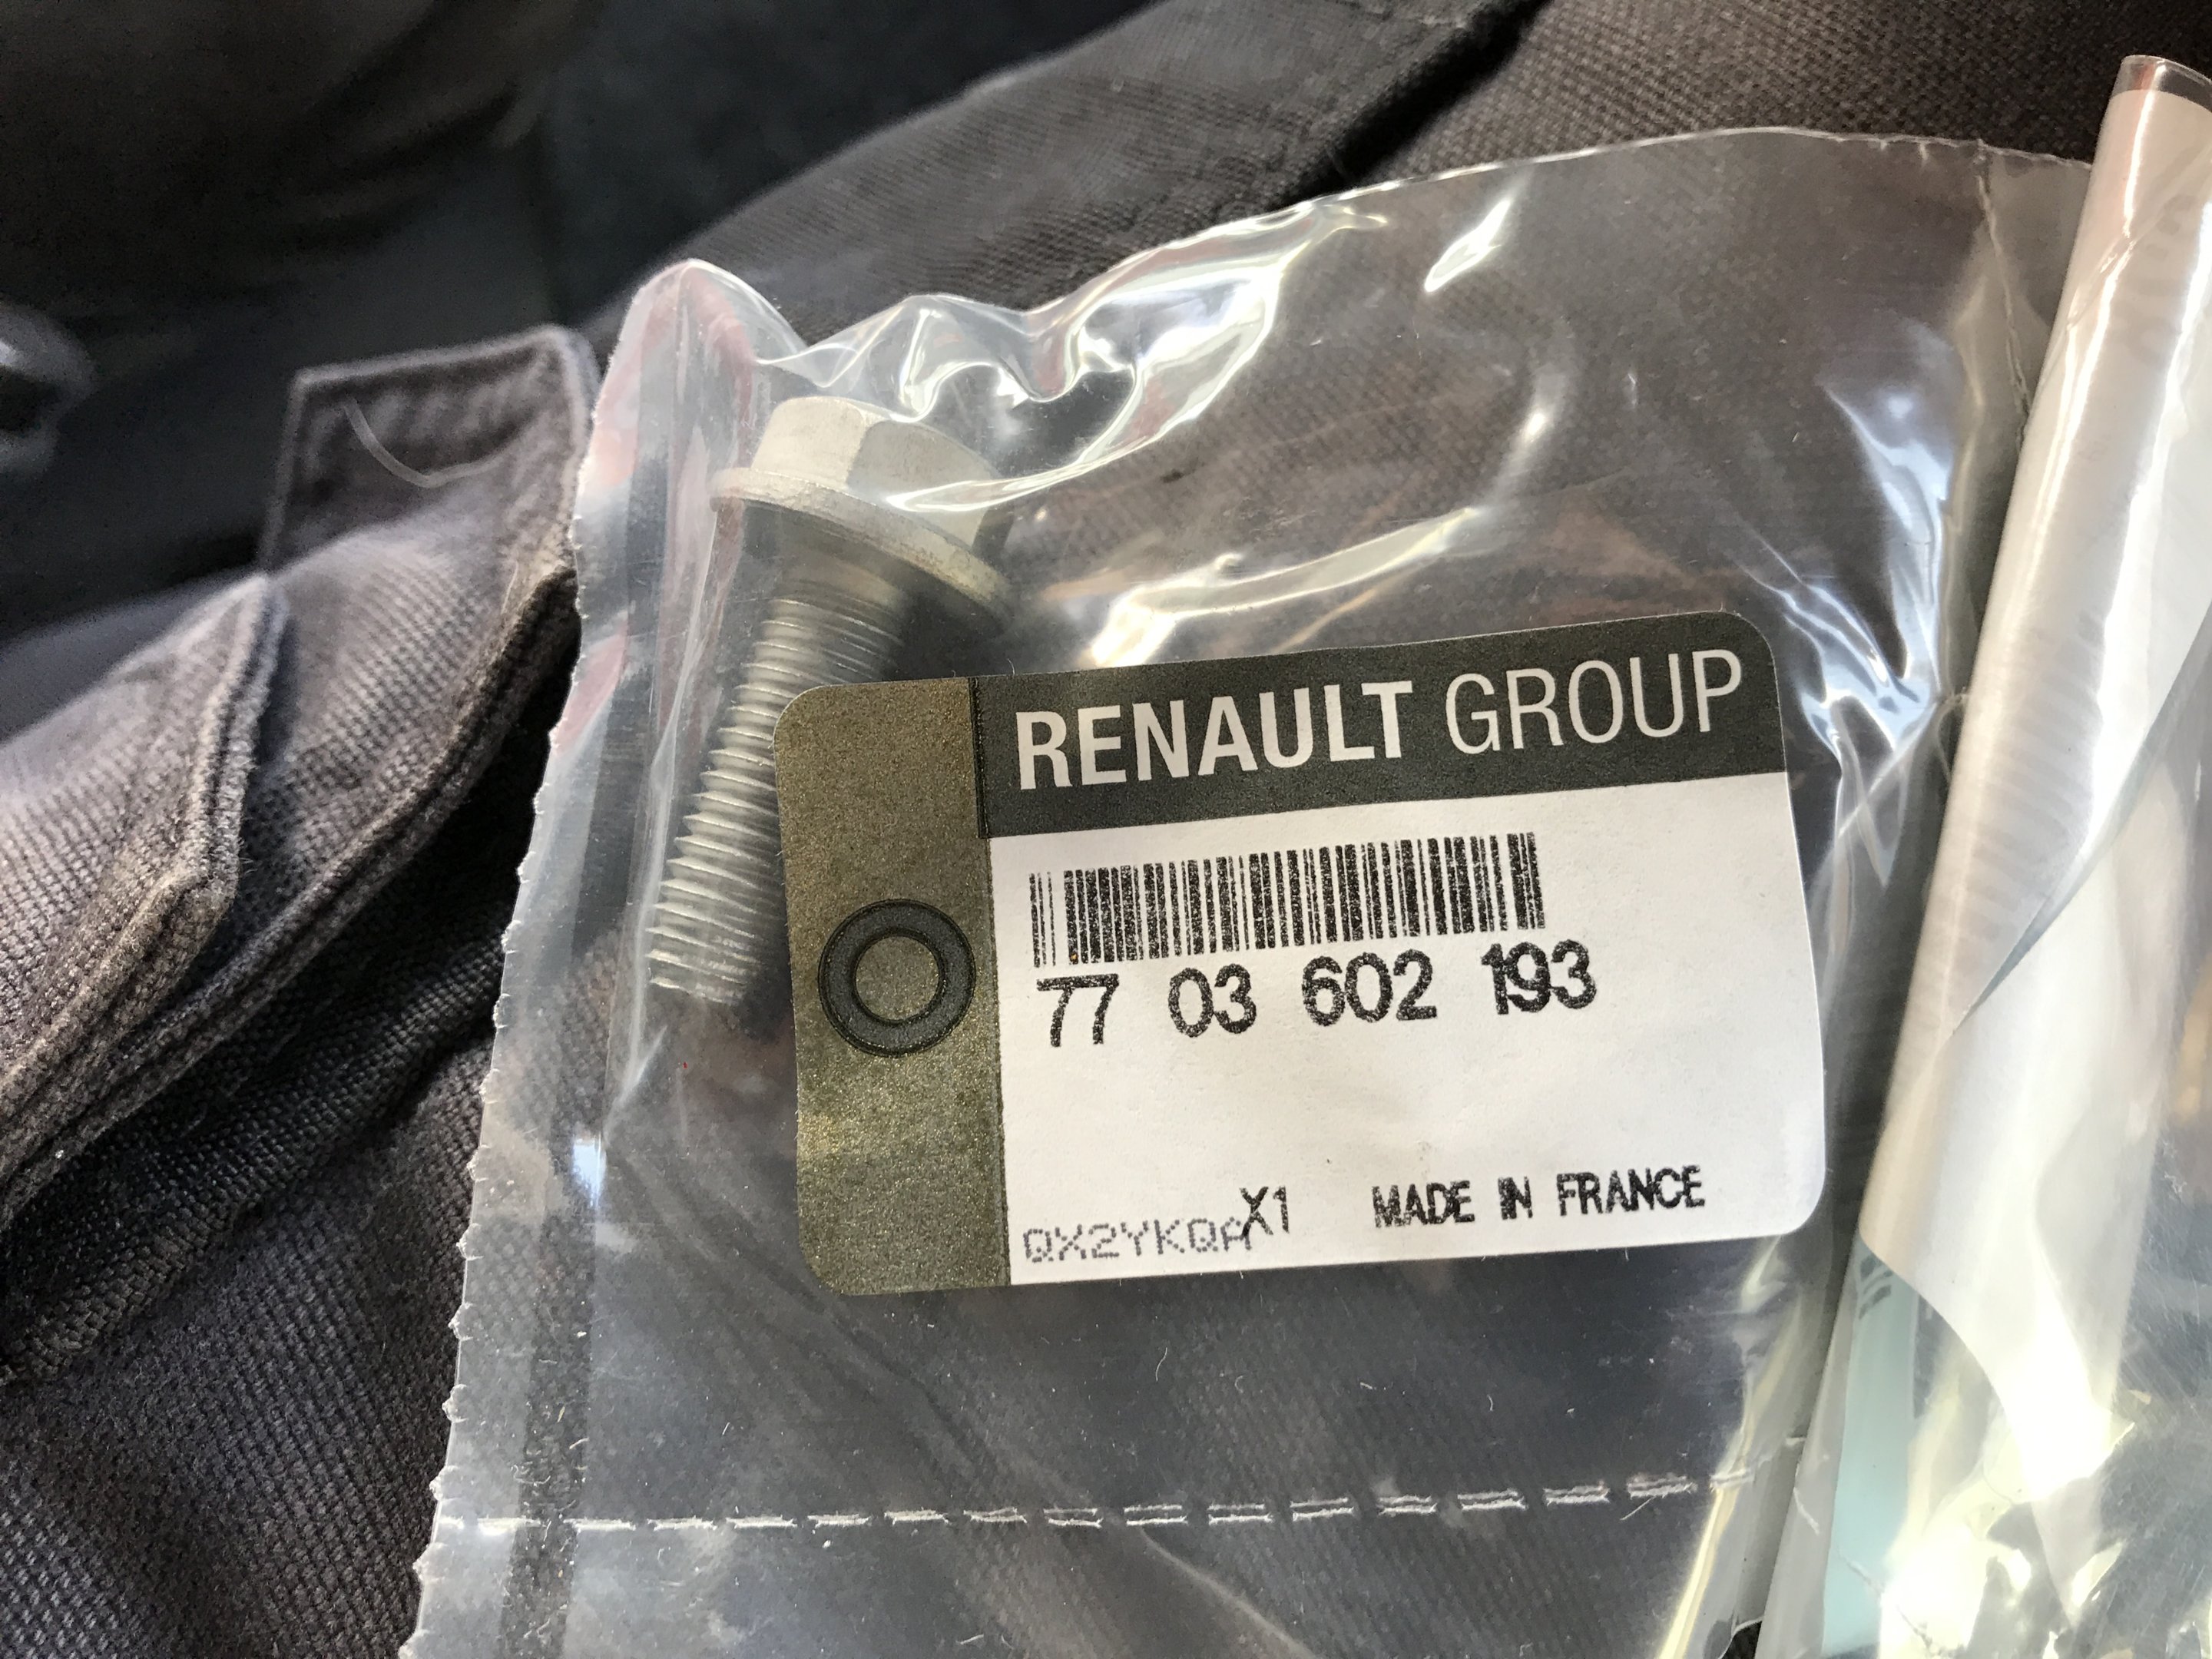 RENAULT GROUP
77 03 602 193
X1 MADE IN FRANCE
QX2YKQA